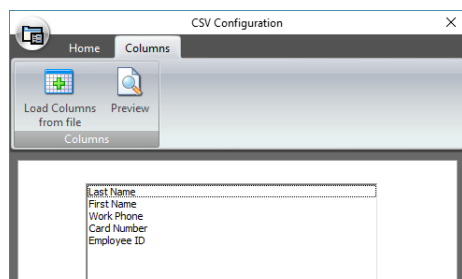 CSV Configuration
Home Columns
Load Columns
from file
Preview
Columns
Last Name
First Name
Work Phone
Card Number
Employee ID